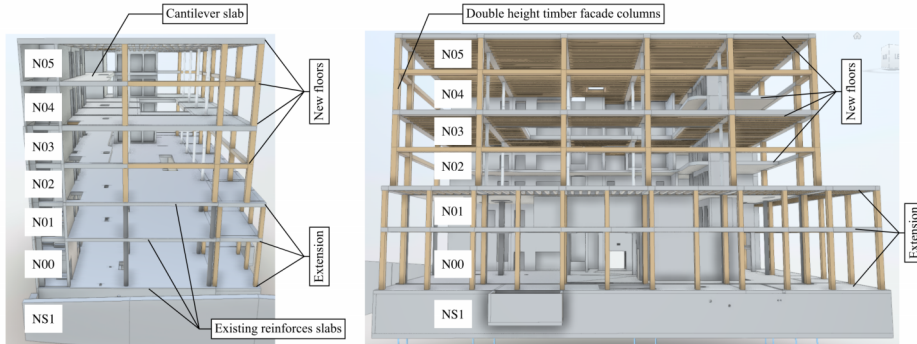 Cantilever slab
N05
N04
N03
N02
N01
N00
NS1
New floors
Extension
Existing reinforces slabs
Double height timber facade columns
N05
N04
N03
N02
N01
N00
NS1
New floors
Extension